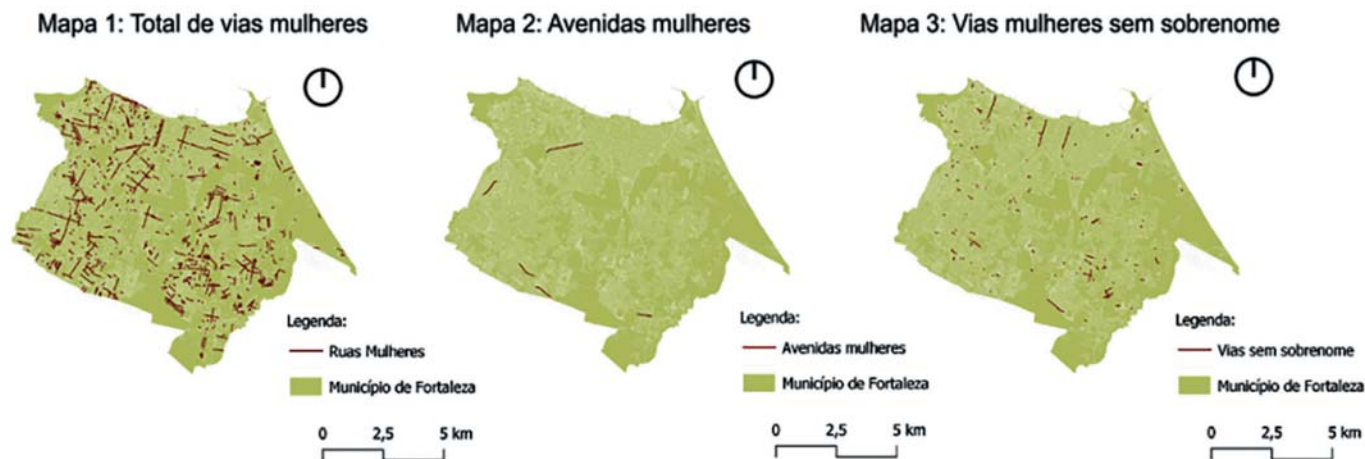 Mapa 1: Total de vias mulheres
Mapa 2: Avenidas mulheres
Mapa 3: Vias mulheres sem sobrenome
Legenda:
Ruas Mulheres
Município de Fortaleza
0 2,5 5 km
Legenda:
Avenidas mulheres
Município de Fortaleza
0 2,5 5 km
Legenda:
Vias sem sobrenome
Município de Fortaleza
0 2,5 5 km